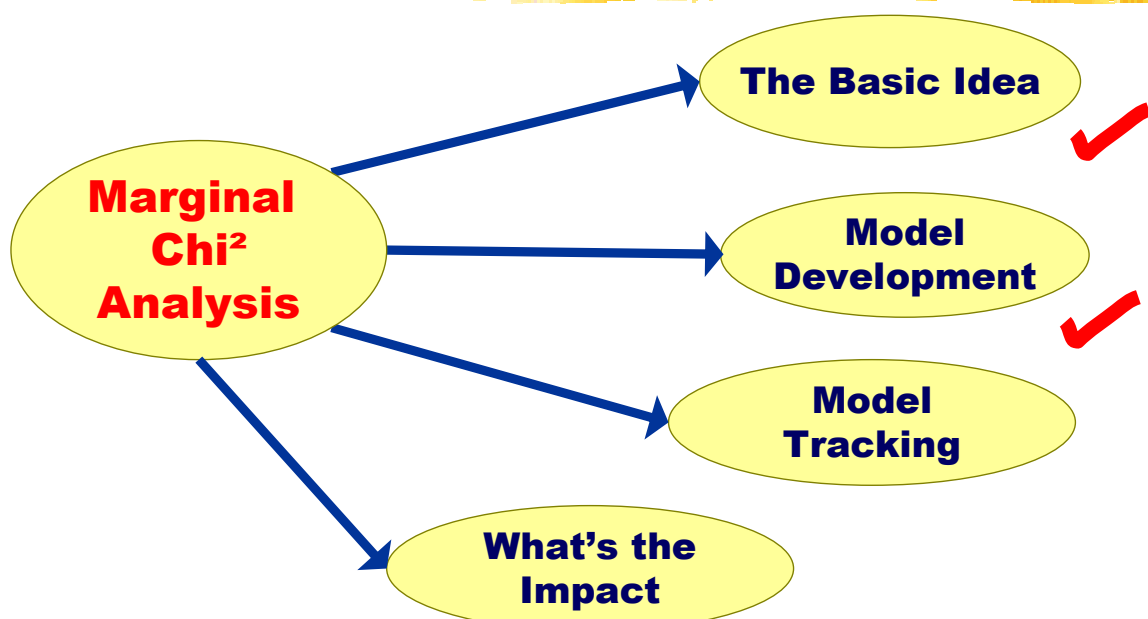 Marginal
Chi²
Analysis
The Basic Idea
Model
Development
Model
Tracking
What’s the
Impact